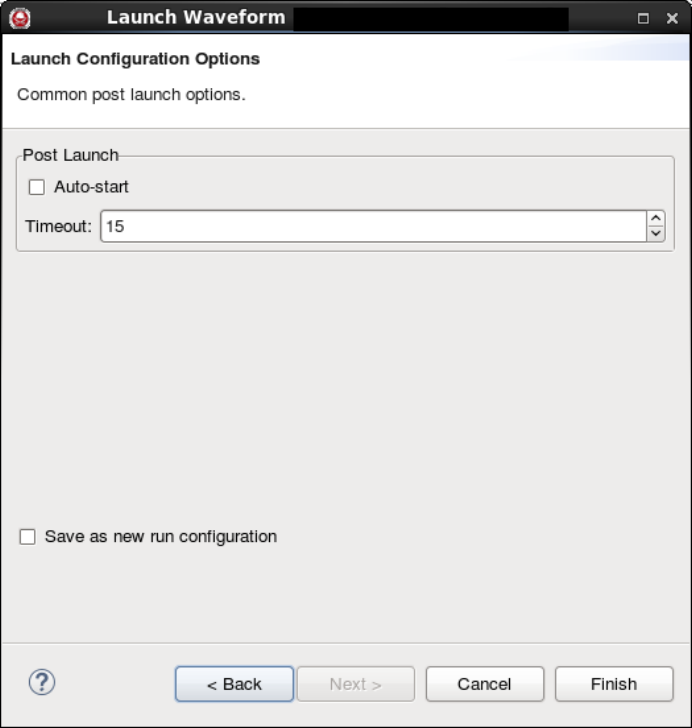 Launch Waveform
Launch Configuration Options
Common post launch options.
Post Launch
Auto-start
Timeout: 15
Save as new run configuration
? < Back Next > Cancel Finish